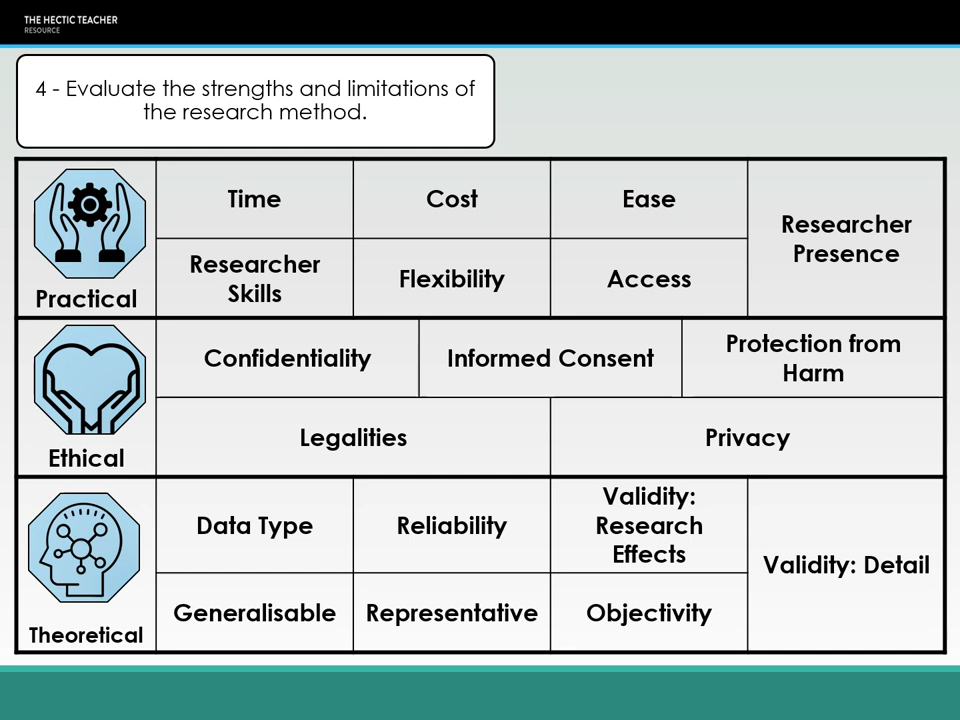 THE HECTIC TEACHER
RESOURCE
4 - Evaluate the strengths and limitations of
the research method.
Practical
Time
Cost
Ease
Researcher
Presence
Researcher
Skills
Flexibility
Access
Ethical
Confidentiality
Informed Consent
Protection from
Harm
Legalities
Privacy
Theoretical
Data Type
Reliability
Validity:
Research
Effects
Validity: Detail
Generalisable
Representative
Objectivity